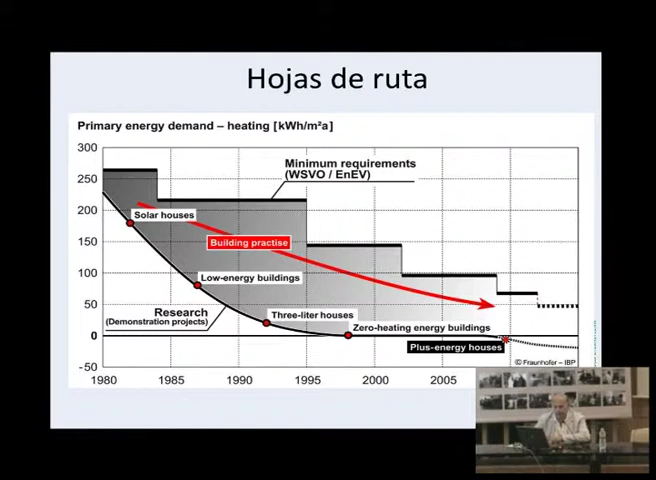 Hojas de ruta
Primary energy demand – heating [kWh/m²a]
300
250
200
150
100
50
0
-50
Minimum requirements
(WSVO / EnEV)
Solar houses
Building practise
Low-energy buildings
Research
(Demonstration projects)
Three-liter houses
Zero-heating energy buildings
Plus-energy houses
© Fraunhofer – IBP
1980
1985
1990
1995
2000
2005